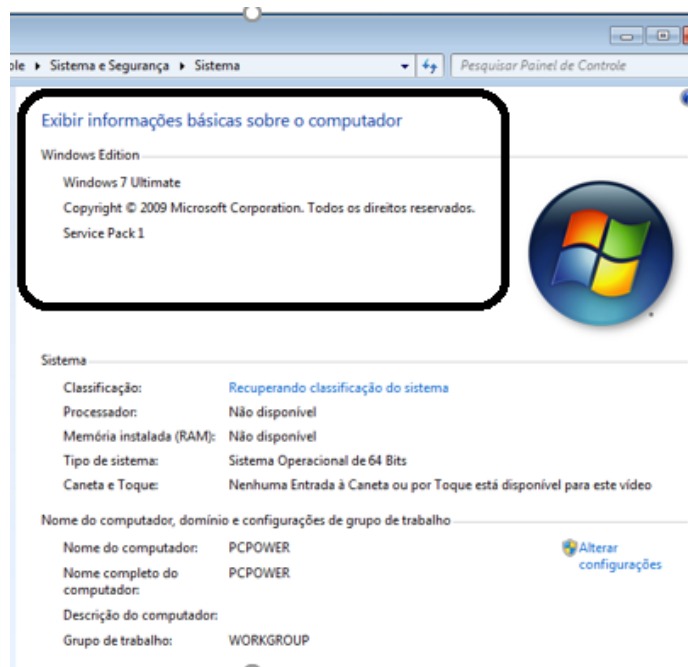 ole ▸ Sistema e Segurança ▸ Sistema
Pesquisar Painel de Controle
Exibir informações básicas sobre o computador
Windows Edition
Windows 7 Ultimate
Copyright © 2009 Microsoft Corporation. Todos os direitos reservados.
Service Pack 1
Sistema
Classificação: Recuperando classificação do sistema
Processador: Não disponível
Memória instalada (RAM): Não disponível
Tipo de sistema: Sistema Operacional de 64 Bits
Caneta e Toque: Nenhuma Entrada à Caneta ou por Toque está disponível para este vídeo
Nome do computador, domínio e configurações de grupo de trabalho
Nome do computador: PCPOWER
Alterar
configurações
Nome completo do
computador: PCPOWER
Descrição do computador:
Grupo de trabalho: WORKGROUP